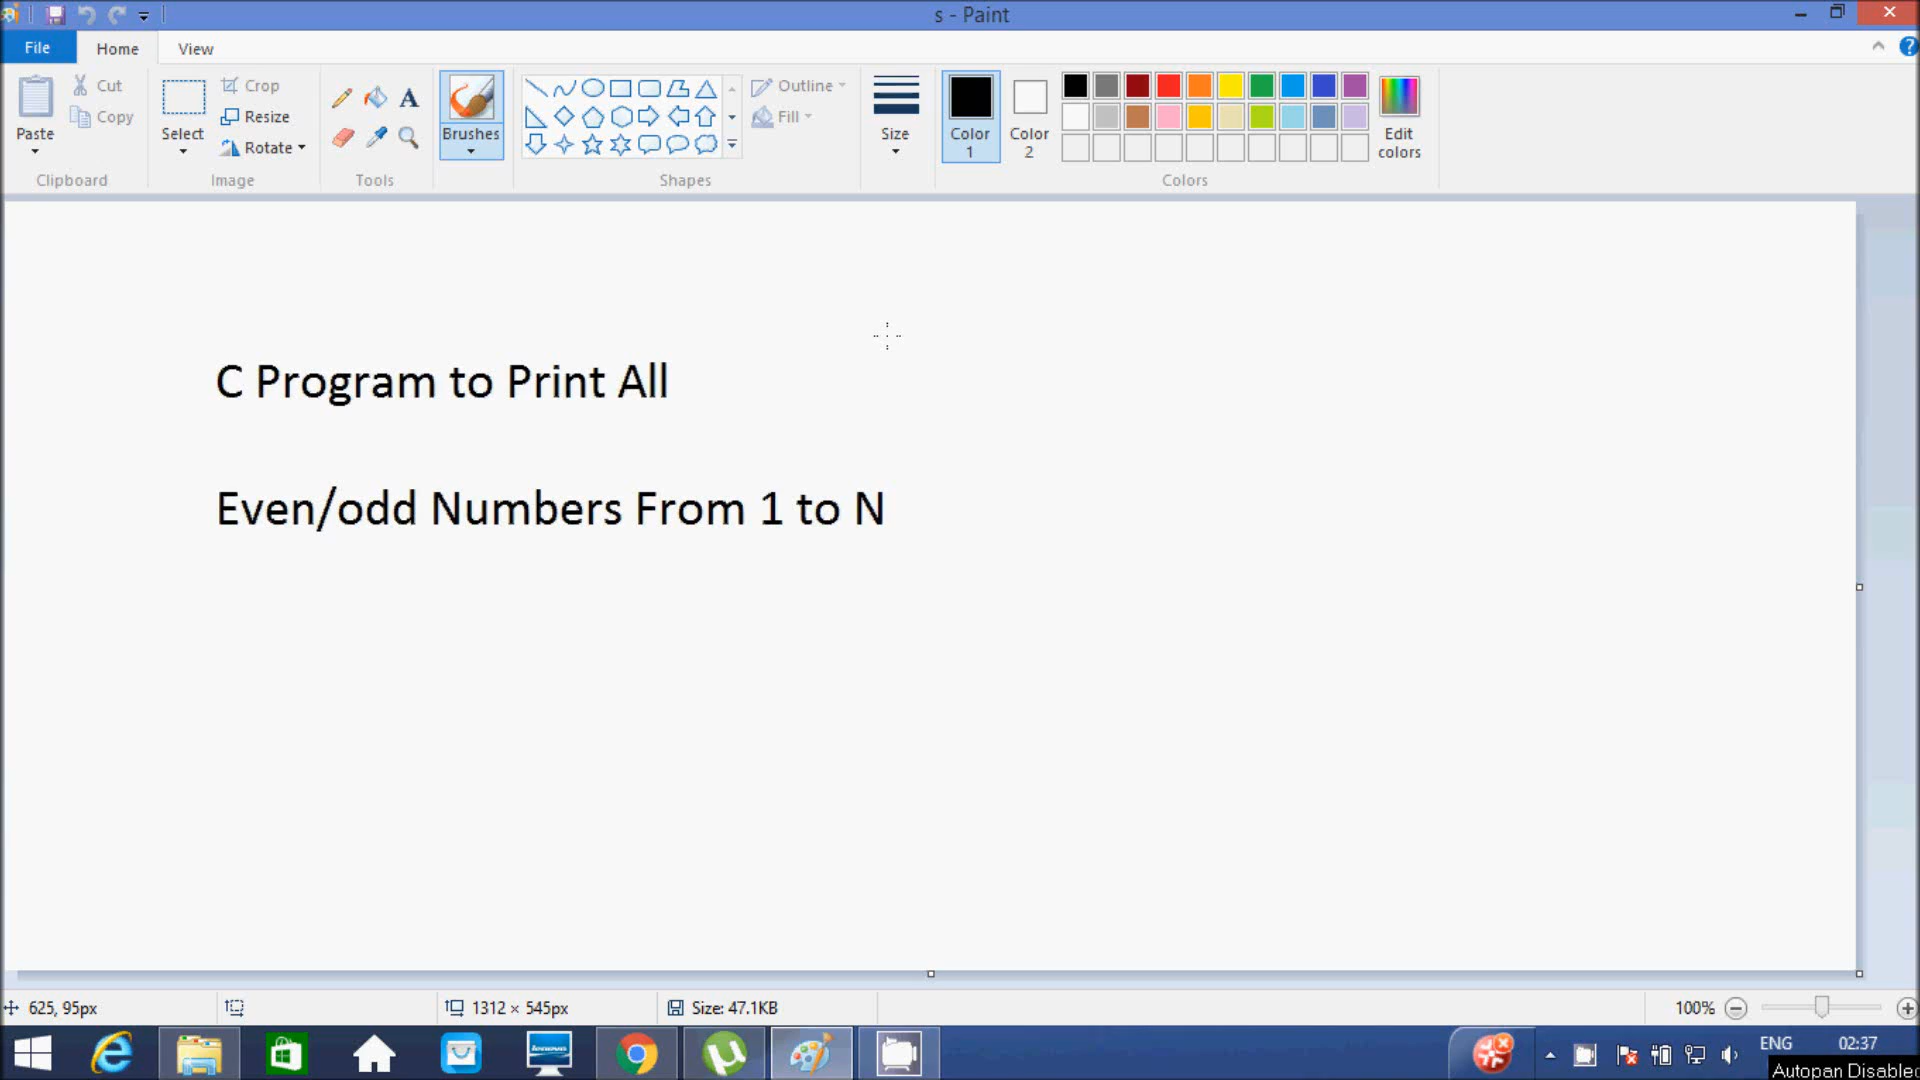 s - Paint
File Home View
Paste Cut Copy Clipboard
Select Crop Resize Rotate Image
Tools
Brushes
Shapes Outline Fill
Size
Color 1 Color 2 Edit colors Colors
C Program to Print All
Even/odd Numbers From 1 to N
625, 95px 1312 × 545px Size: 47.1KB 100%
ENG 02:37
Autopan Disabled